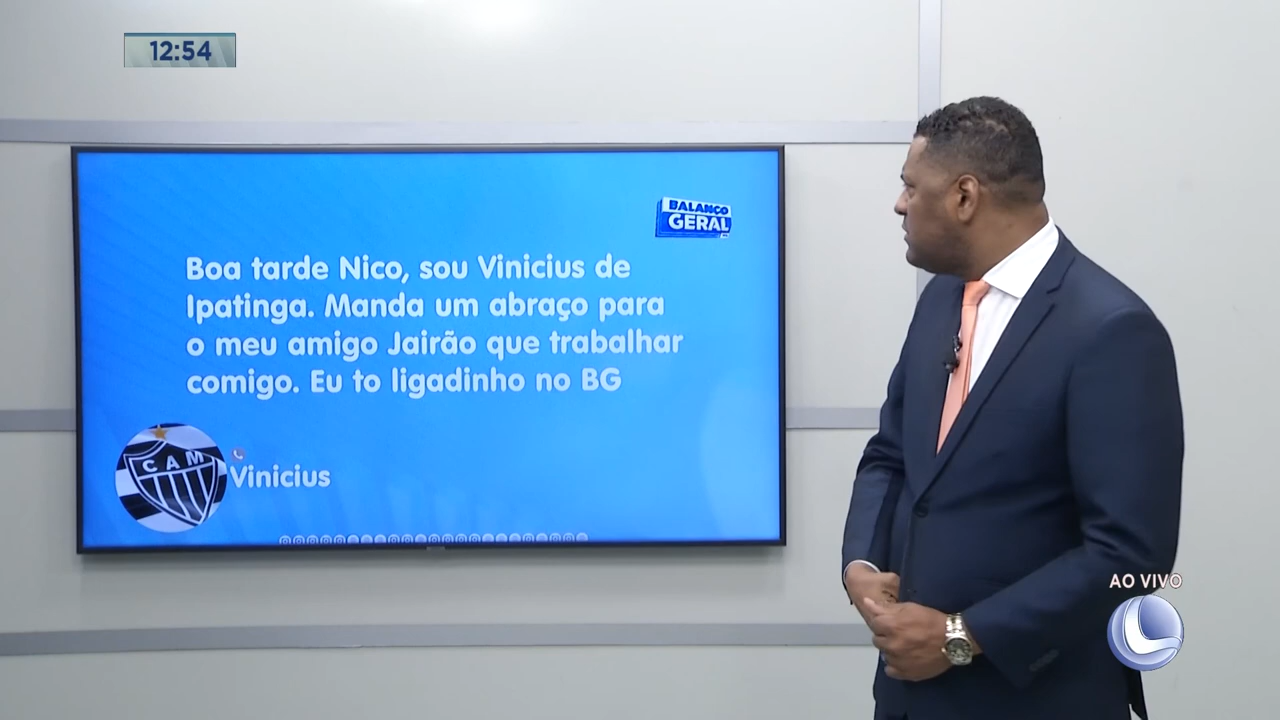 12:54
BALANÇO
GERAL
Boa tarde Nico, sou Vinicius de
Ipatinga. Manda um abraço para
o meu amigo Jairão que trabalhar
comigo. Eu to ligadinho no BG
CAM
Vinicius
AO VIVO